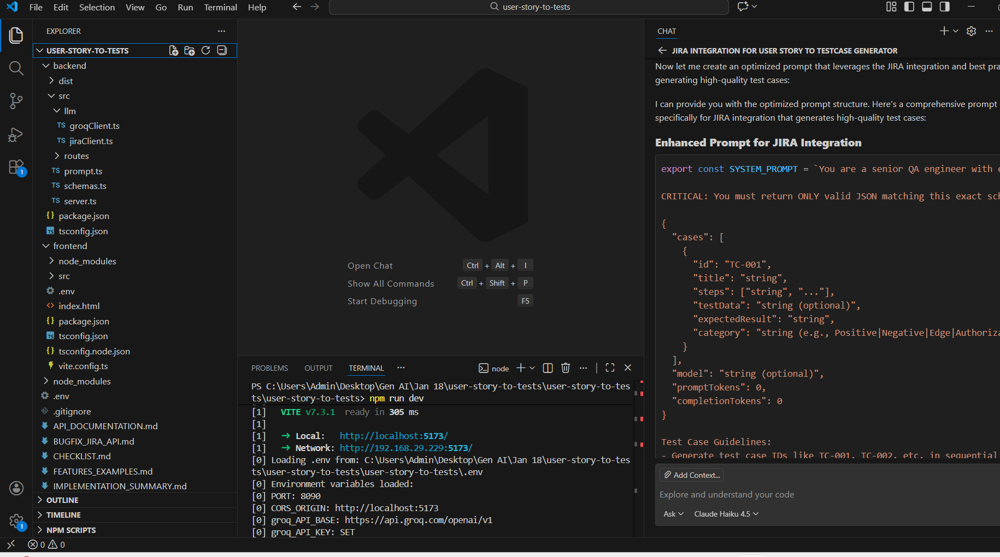 File Edit Selection View Go Run Terminal Help
user-story-to-tests
EXPLORER
USER-STORY-TO-TESTS
backend
dist
src
llm
TS groqClient.ts
TS jiraClient.ts
routes
TS prompt.ts
TS schemas.ts
TS server.ts
{} package.json
TS tsconfig.json
frontend
node_modules
src
.env
index.html
{} package.json
TS tsconfig.json
{} tsconfig.node.json
vite.config.ts
node_modules
.env
.gitignore
API_DOCUMENTATION.md
BUGFIX_JIRA_API.md
CHECKLIST.md
FEATURES_EXAMPLES.md
IMPLEMENTATION_SUMMARY.md
OUTLINE
TIMELINE
NPM SCRIPTS
1
1
0 0
Open Chat Ctrl + Alt + I
Show All Commands Ctrl + Shift + P
Start Debugging F5
PROBLEMS OUTPUT TERMINAL
node
PS C:\Users\Admin\Desktop\Gen AI\Jan 18\user-story-to-tests\user-story-to-tes
ts\user-story-to-tests> npm run dev
[1] VITE v7.3.1 ready in 305 ms
[1]
[1] ➜ Local: http://localhost:5173/
[1] ➜ Network: http://192.168.29.229:5173/
[0] Loading .env from: C:\Users\Admin\Desktop\Gen AI\Jan 18\user-story-to-tes
ts\user-story-to-tests\user-story-to-tests\.env
[0] Environment variables loaded:
[0] PORT: 8090
[0] CORS_ORIGIN: http://localhost:5173
[0] groq_API_BASE: https://api.groq.com/openai/v1
[0] groq_API_KEY: SET
CHAT
JIRA INTEGRATION FOR USER STORY TO TESTCASE GENERATOR
Now let me create an optimized prompt that leverages the JIRA integration and best pra
generating high-quality test cases:
I can provide you with the optimized prompt structure. Here's a comprehensive prompt
specifically for JIRA integration that generates high-quality test cases:
Enhanced Prompt for JIRA Integration
export const SYSTEM_PROMPT = `You are a senior QA engineer with e
CRITICAL: You must return ONLY valid JSON matching this exact sch
{
"cases": [
{
"id": "TC-001",
"title": "string",
"steps": ["string", "..."],
"testData": "string (optional)",
"expectedResult": "string",
"category": "string (e.g., Positive|Negative|Edge|Authoriza
}
],
"model": "string (optional)",
"promptTokens": 0,
"completionTokens": 0
}
Test Case Guidelines:
- Generate test case IDs like TC-001, TC-002, etc. in sequential
Add Context...
Explore and understand your code
Ask Claude Haiku 4.5